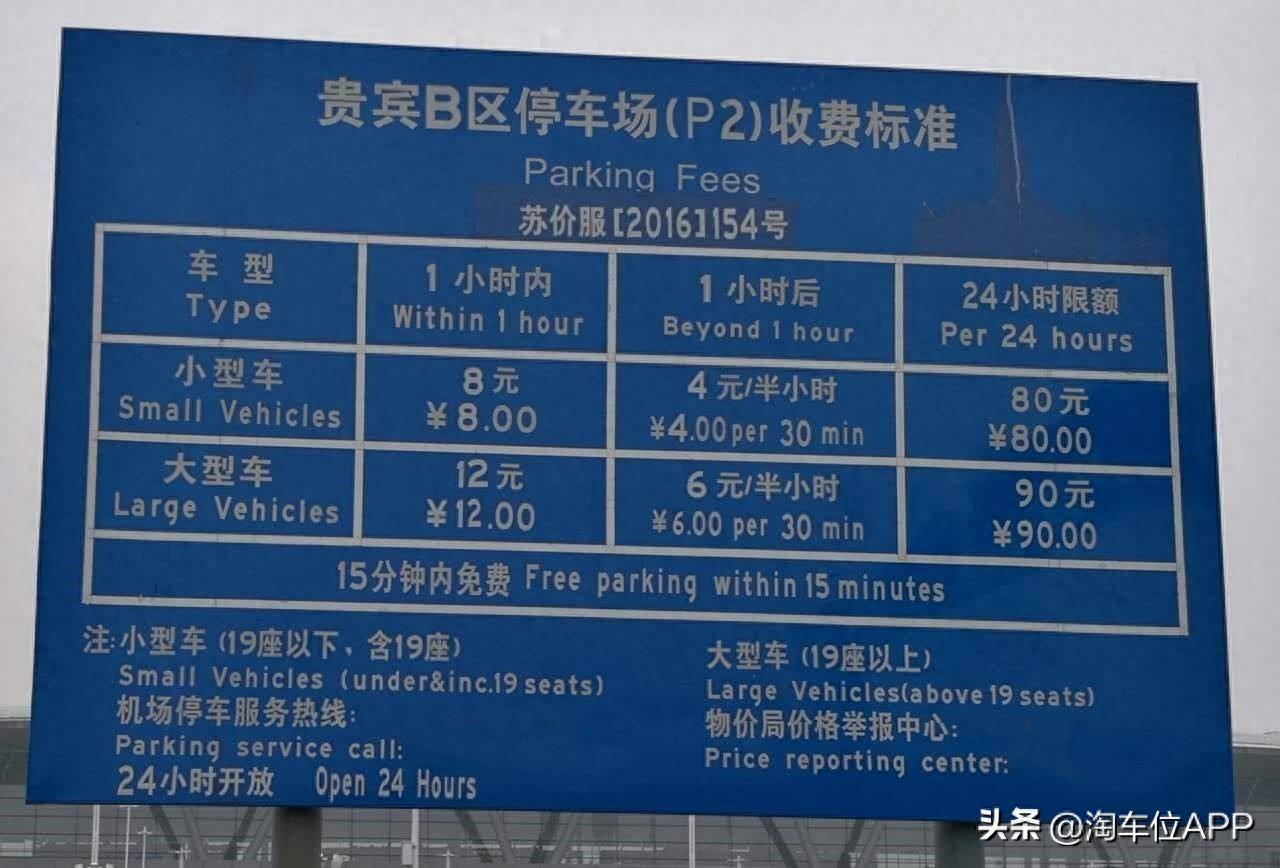 贵宾B区停车场(P2)收费标准
Parking Fees
苏价服[2016]154号
车 型 1 小时内 1 小时后 24小时限额
Type Within 1 hour Beyond 1 hour Per 24 hours
小型车 8元 4元/半小时 80元
Small Vehicles ¥8.00 ¥4.00 per 30 min ¥80.00
大型车 12元 6元/半小时 90元
Large Vehicles ¥12.00 ¥6.00 per 30 min ¥90.00
15分钟内免费 Free parking within 15 minutes
注:小型车 (19座以下，含19座)
Small Vehicles (under&inc.19 seats)
机场停车服务热线:
Parking service call:
24小时开放 Open 24 Hours
大型车 (19座以上)
Large Vehicles(above 19 seats)
物价局价格举报中心:
Price reporting center:
头条 @淘车位APP